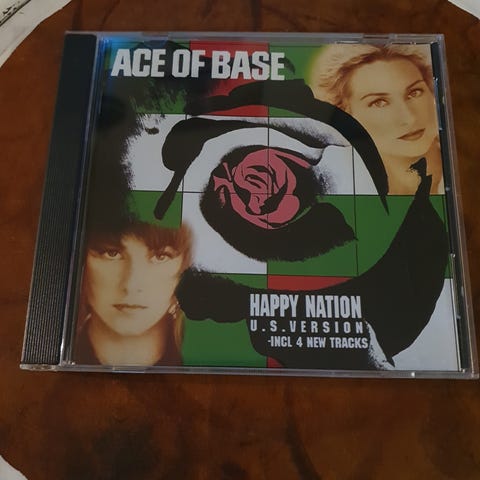 ACE OF BASE
HAPPY NATION
U.S.VERSION
-INCL 4 NEW TRACKS